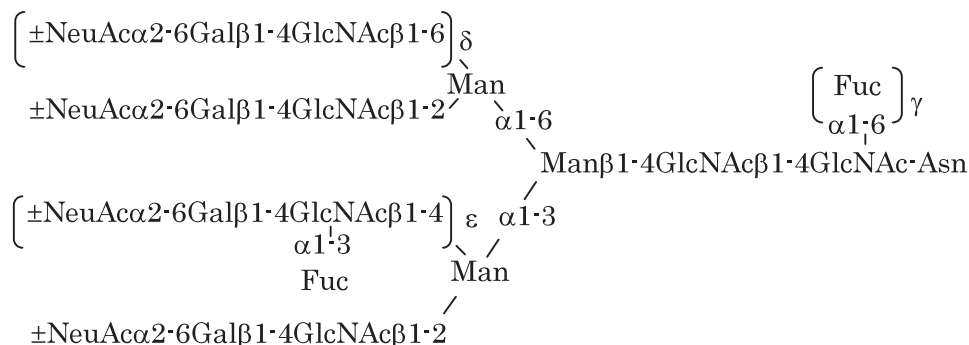 ±NeuAcα2-6Galβ1-4GlcNAcβ1-6 δ
Man
±NeuAcα2-6Galβ1-4GlcNAcβ1-2
α1-6
Fuc
α1-6 γ
Manβ1-4GlcNAcβ1-4GlcNAc-Asn
±NeuAcα2-6Galβ1-4GlcNAcβ1-4 ε
α1-3
Fuc
α1-3
Man
±NeuAcα2-6Galβ1-4GlcNAcβ1-2